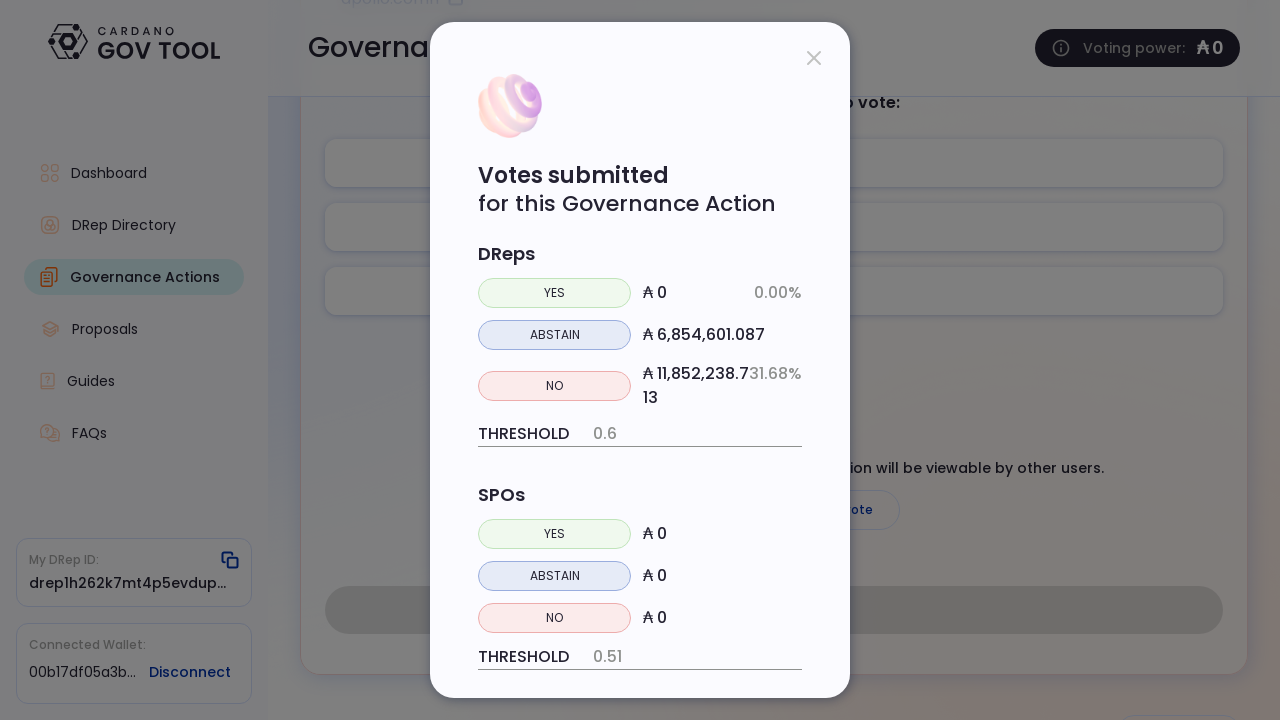 CARDANO
GOV TOOL
Governa
Voting power: ₳ 0
Dashboard
DRep Directory
Governance Actions
Proposals
Guides
FAQs
My DRep ID:
drep1h262k7mt4p5evdup...
Connected Wallet:
00b17df05a3b... Disconnect
o vote:
ion will be viewable by other users.
ote
Votes submitted
for this Governance Action
DReps
YES ₳ 0 0.00%
ABSTAIN ₳ 6,854,601.087
NO ₳ 11,852,238.7 31.68%
13
THRESHOLD 0.6
SPOs
YES ₳ 0
ABSTAIN ₳ 0
NO ₳ 0
THRESHOLD 0.51